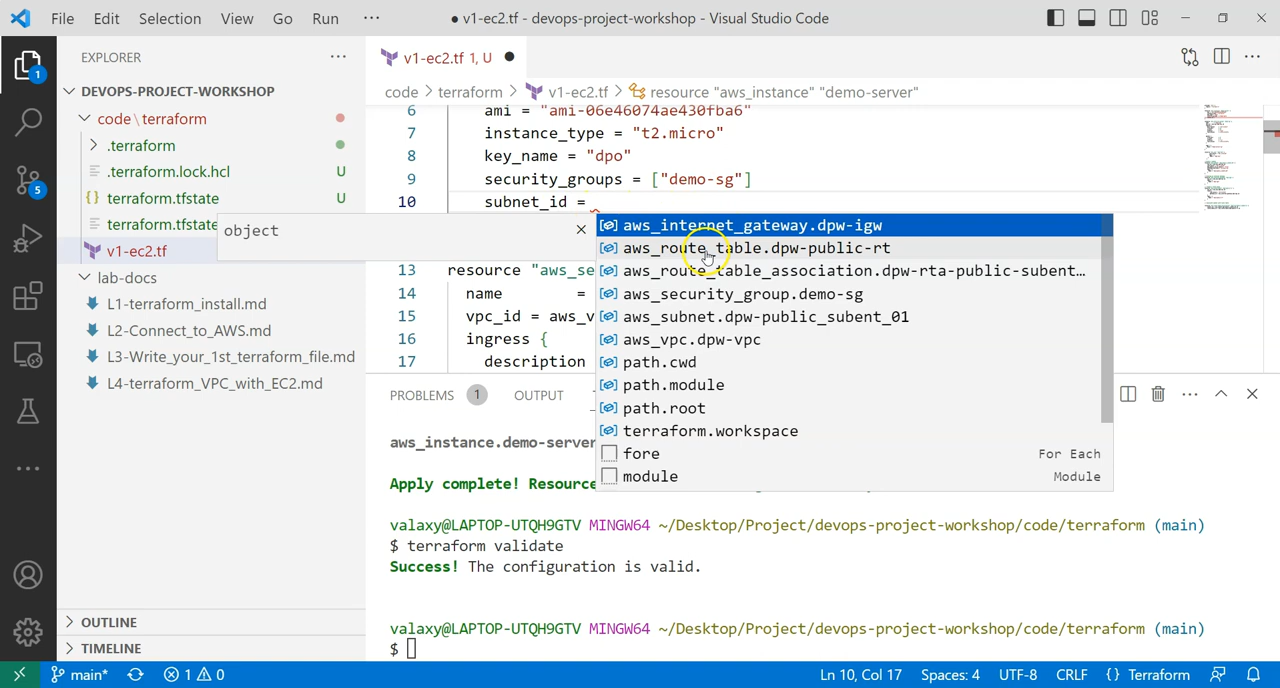 File Edit Selection View Go Run ··· ● v1-ec2.tf - devops-project-workshop - Visual Studio Code
EXPLORER ···
v1-ec2.tf 1, U ●
DEVOPS-PROJECT-WORKSHOP
code > terraform > v1-ec2.tf > resource "aws_instance" "demo-server"
1
5
code \ terraform
.terraform
.terraform.lock.hcl U
terraform.tfstate U
terraform.tfstate
v1-ec2.tf
lab-docs
L1-terraform_install.md
L2-Connect_to_AWS.md
L3-Write_your_1st_terraform_file.md
L4-terraform_VPC_with_EC2.md
OUTLINE
TIMELINE
6 ami = "ami-06e46074ae430fba6"
7 instance_type = "t2.micro"
8 key_name = "dpo"
9 security_groups = ["demo-sg"]
10 subnet_id =
object
13 resource "aws_se
14 name =
15 vpc_id = aws_v
16 ingress {
17 description
aws_internet_gateway.dpw-igw
aws_route_table.dpw-public-rt
aws_route_table_association.dpw-rta-public-subent…
aws_security_group.demo-sg
aws_subnet.dpw-public_subent_01
aws_vpc.dpw-vpc
path.cwd
path.module
path.root
terraform.workspace
fore For Each
module Module
PROBLEMS 1 OUTPUT
aws_instance.demo-server
Apply complete! Resource
valaxy@LAPTOP-UTQH9GTV MINGW64 ~/Desktop/Project/devops-project-workshop/code/terraform (main)
$ terraform validate
Success! The configuration is valid.
valaxy@LAPTOP-UTQH9GTV MINGW64 ~/Desktop/Project/devops-project-workshop/code/terraform (main)
$
main* 1 0 Ln 10, Col 17 Spaces: 4 UTF-8 CRLF {} Terraform